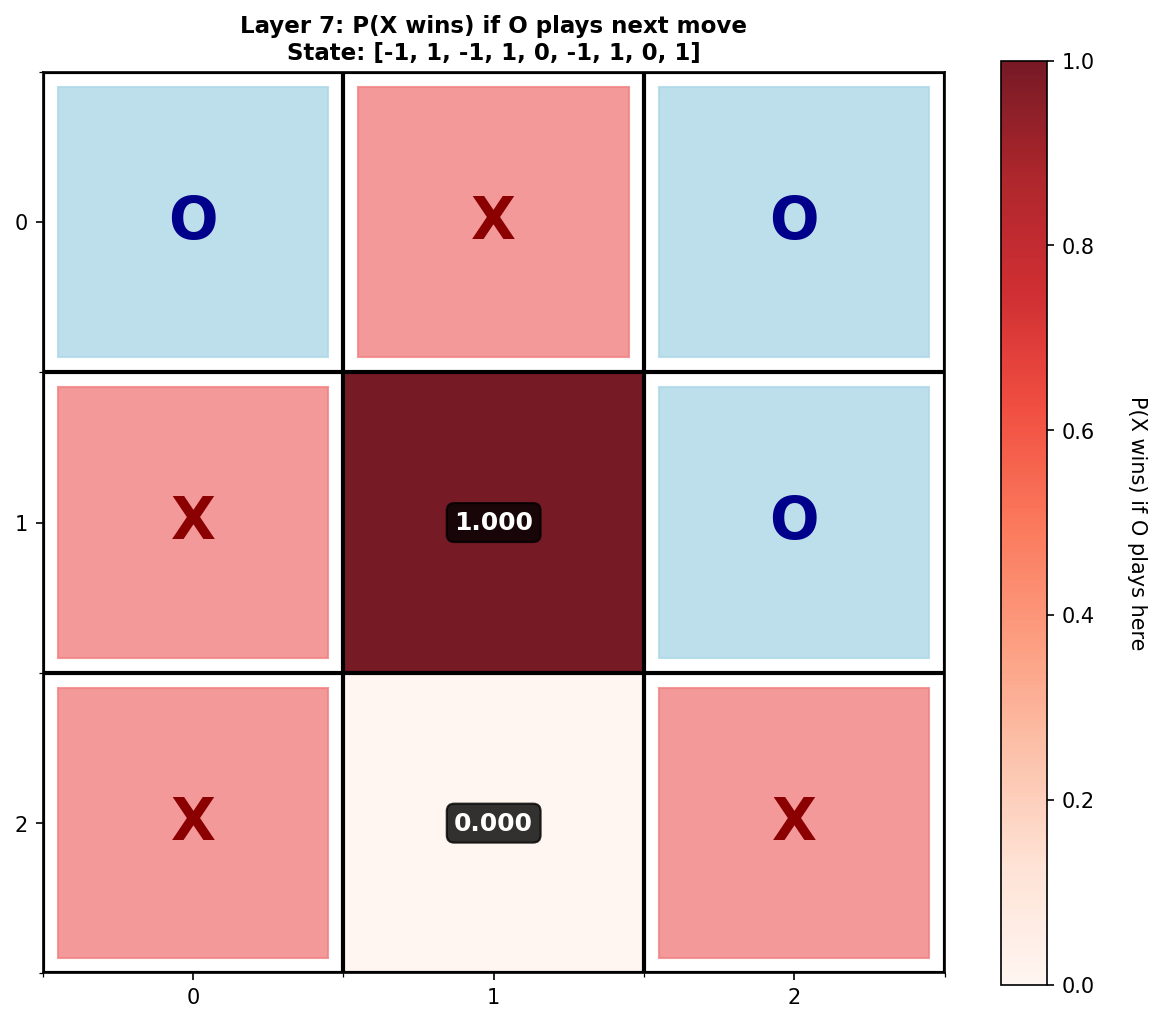 Layer 7: P(X wins) if O plays next move
State: [-1, 1, -1, 1, 0, -1, 1, 0, 1]
0
O
X
O
1
X
1.000
O
2
X
0.000
X
0
1
2
1.0
0.8
0.6
0.4
0.2
0.0
P(X wins) if O plays here